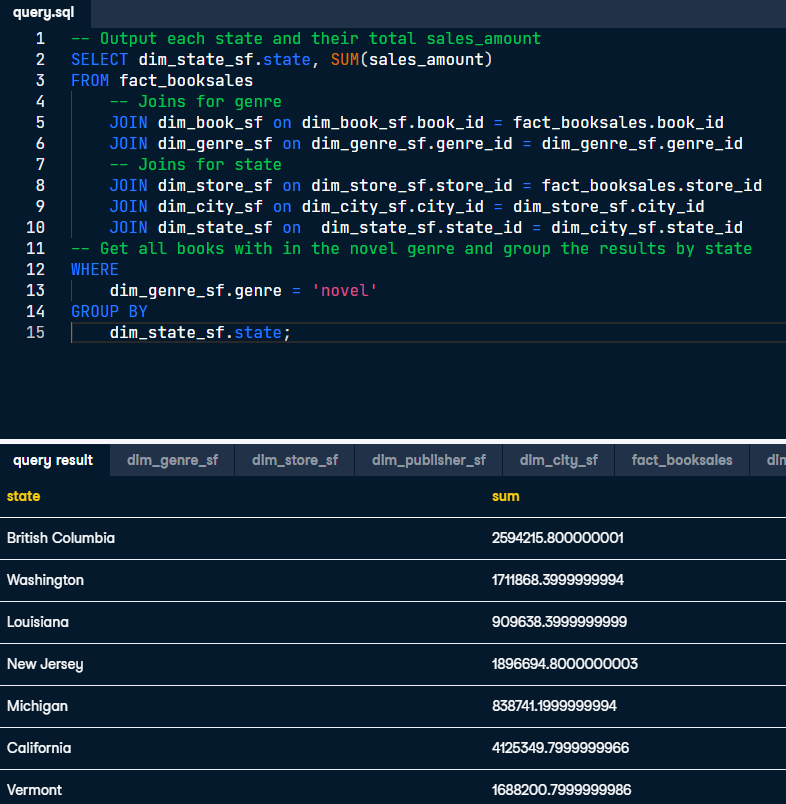 query.sql
1 -- Output each state and their total sales_amount
2 SELECT dim_state_sf.state, SUM(sales_amount)
3 FROM fact_booksales
4 -- Joins for genre
5 JOIN dim_book_sf on dim_book_sf.book_id = fact_booksales.book_id
6 JOIN dim_genre_sf on dim_genre_sf.genre_id = dim_genre_sf.genre_id
7 -- Joins for state
8 JOIN dim_store_sf on dim_store_sf.store_id = fact_booksales.store_id
9 JOIN dim_city_sf on dim_city_sf.city_id = dim_store_sf.city_id
10 JOIN dim_state_sf on  dim_state_sf.state_id = dim_city_sf.state_id
11 -- Get all books with in the novel genre and group the results by state
12 WHERE
13 dim_genre_sf.genre = 'novel'
14 GROUP BY
15 dim_state_sf.state;
query result dim_genre_sf dim_store_sf dim_publisher_sf dim_city_sf fact_booksales
state sum
British Columbia 2594215.800000001
Washington 1711868.3999999994
Louisiana 909638.3999999999
New Jersey 1896694.8000000003
Michigan 838741.1999999994
California 4125349.7999999966
Vermont 1688200.7999999986